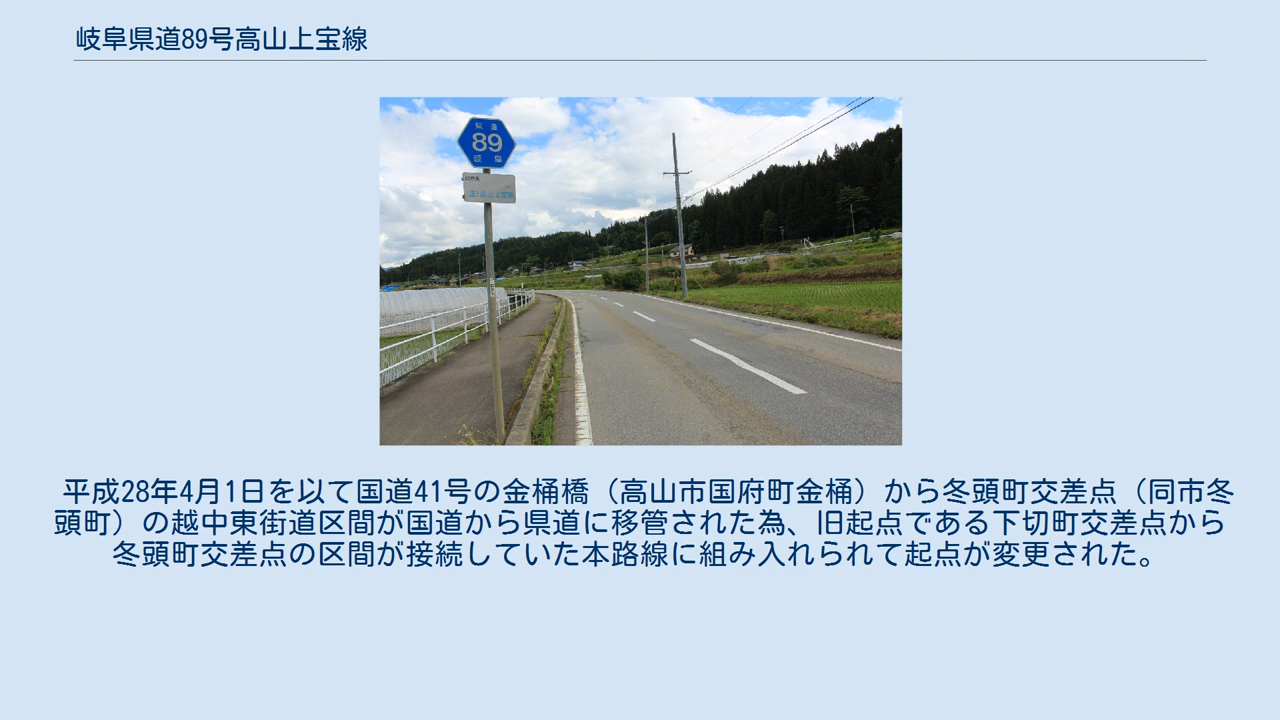 岐阜県道89号高山上宝線
県道
89
岐阜
平成28年4月1日を以て国道41号の金桶橋（高山市国府町金桶）から冬頭町交差点（同市冬
頭町）の越中東街道区間が国道から県道に移管された為、旧起点である下切町交差点から
冬頭町交差点の区間が接続していた本路線に組み入れられて起点が変更された。